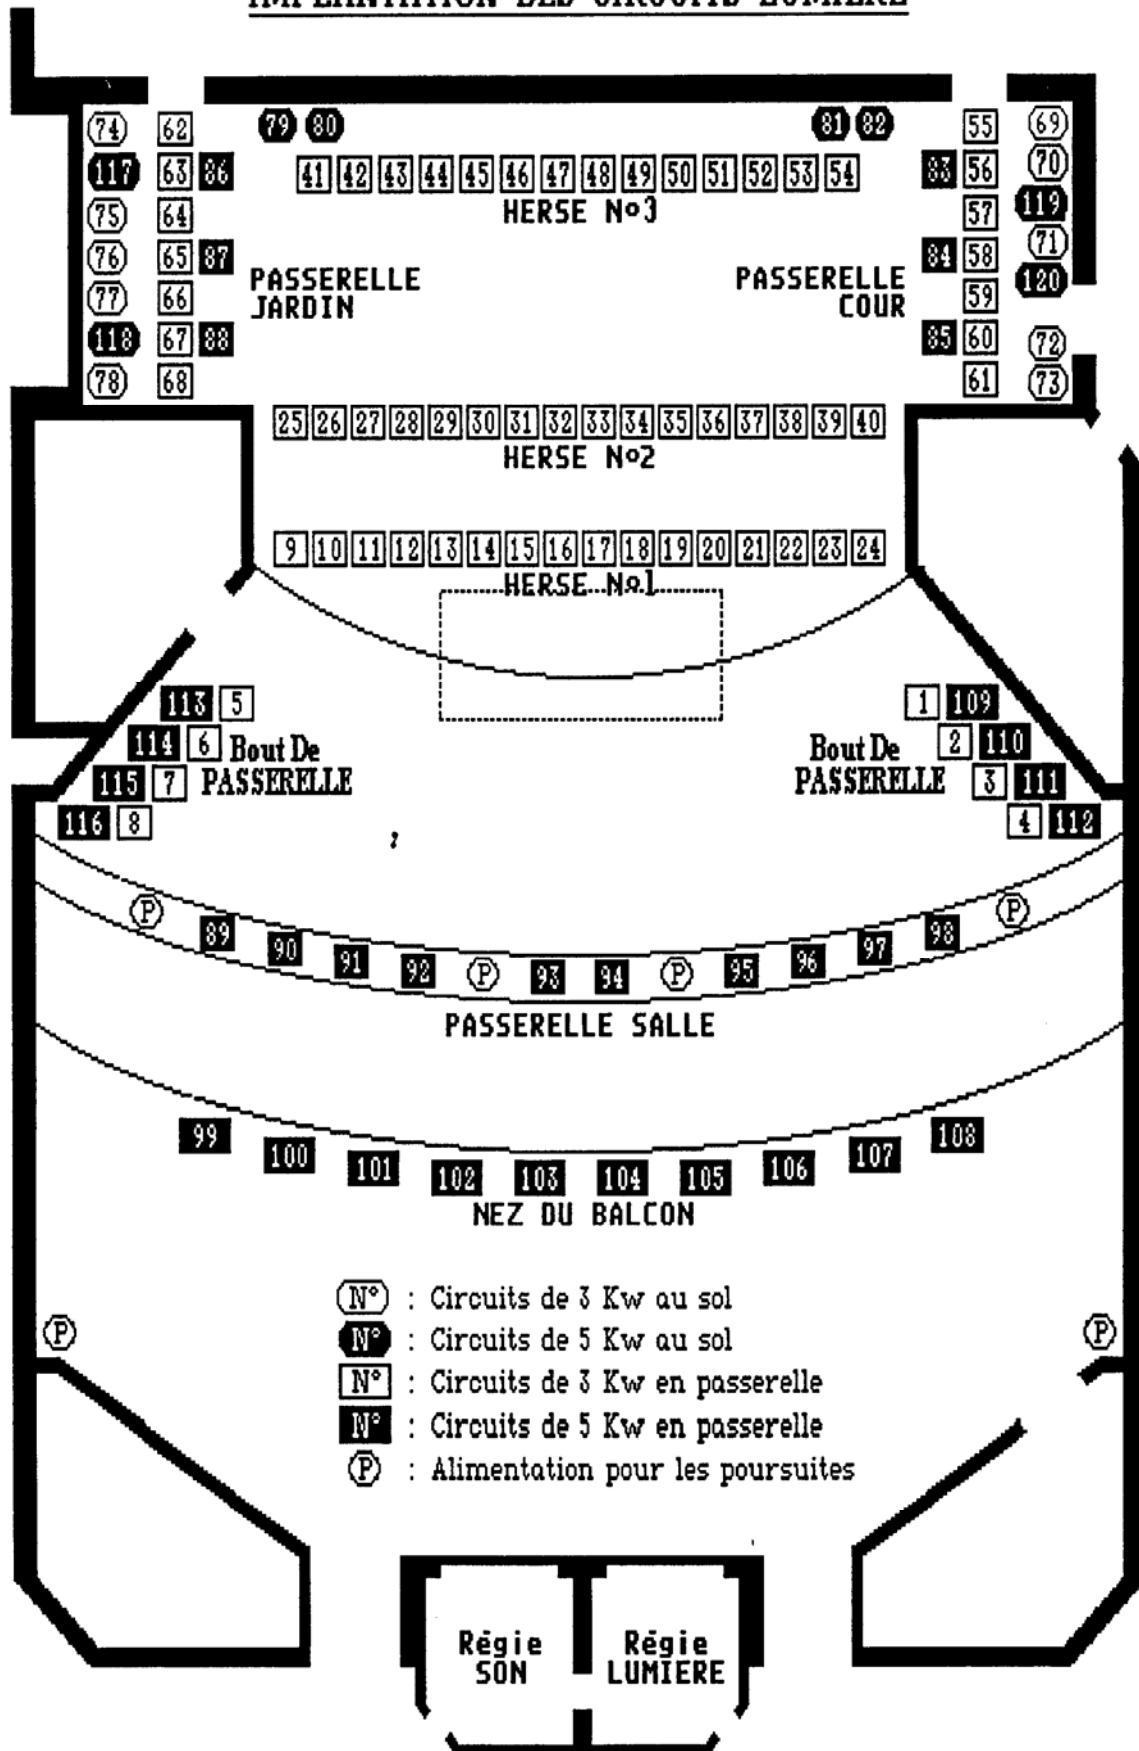 IMPLANTATION DES CIRCUITS LUMIERE
74 62 79 80 81 82 55 69
117 63 86 41 42 43 44 45 46 47 48 49 50 51 52 53 54 83 56 70
HERSE Nº3
75 64 57 119
76 65 87 84 58 71
PASSERELLE JARDIN
PASSERELLE COUR
77 66 59 120
118 67 88 85 60 72
78 68 61 73
25 26 27 28 29 30 31 32 33 34 35 36 37 38 39 40
HERSE Nº2
9 10 11 12 13 14 15 16 17 18 19 20 21 22 23 24
HERSE Nº1
113 5 1 109
114 6 2 110
Bout De PASSERELLE
Bout De PASSERELLE
115 7 3 111
116 8 4 112
P 89 90 91 92 P 93 94 P 95 96 97 98 P
PASSERELLE SALLE
99 100 101 102 103 104 105 106 107 108
NEZ DU BALCON
N° : Circuits de 3 Kw au sol
N° : Circuits de 5 Kw au sol
P P
N° : Circuits de 3 Kw en passerelle
N° : Circuits de 5 Kw en passerelle
P : Alimentation pour les poursuites
Régie SON
Régie LUMIERE